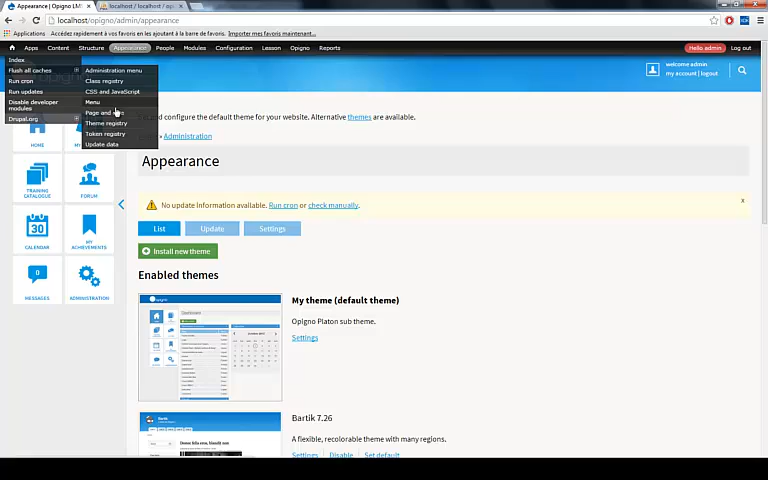 Appearance | Opigno LMS
localhost / localhost / opi
localhost/opigno/admin/appearance
Applications
Accédez rapidement à vos favoris en les ajoutant à la barre de favoris.
Importer mes favoris maintenant...
Apps Content Structure Appearance People Modules Configuration Lesson Opigno Reports
Hello admin Log out
Index
Flush all caches
Run cron
Run updates
Disable developer
modules
Drupal.org
Administration menu
Class registry
CSS and JavaScript
Menu
Page and
Theme registry
Token registry
Update data
welcome admin
my account | logout
and configure the default theme for your website. Alternative themes are available.
Administration
Appearance
HOME
TRAINING
CATALOGUE
FORUM
30
CALENDAR
MY
ACHIEVEMENTS
0
MESSAGES
ADMINISTRATION
No update information available. Run cron or check manually.
x
List
Update
Settings
Install new theme
Enabled themes
My theme (default theme)
Opigno Platon sub theme.
Settings
Bartik 7.26
A flexible, recolorable theme with many regions.
Settings Disable Set default